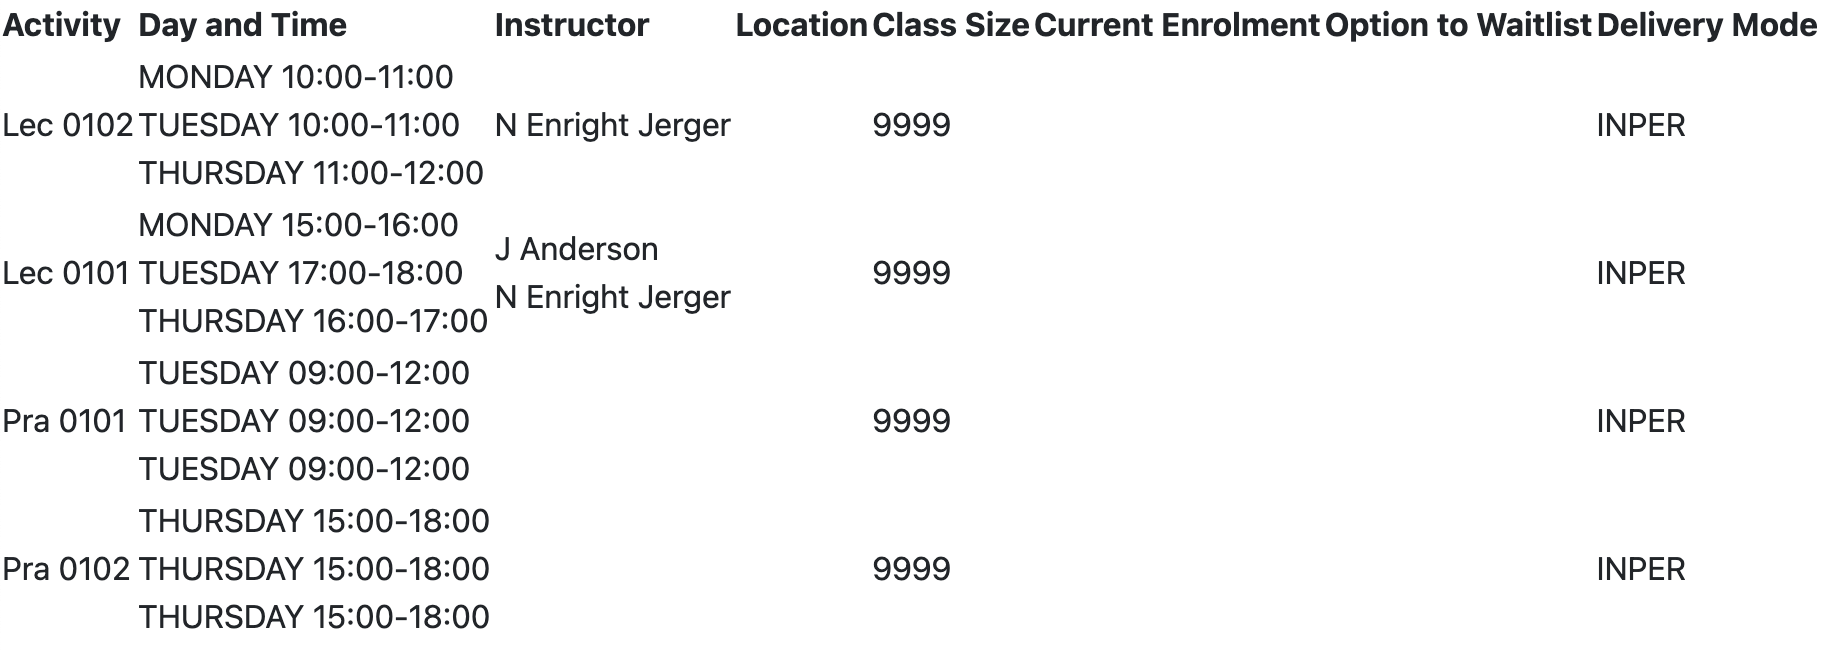 Activity Day and Time Instructor Location Class Size Current Enrolment Option to Waitlist Delivery Mode
MONDAY 10:00-11:00
Lec 0102 TUESDAY 10:00-11:00 N Enright Jerger 9999 INPER
THURSDAY 11:00-12:00
MONDAY 15:00-16:00
J Anderson
Lec 0101 TUESDAY 17:00-18:00 9999 INPER
N Enright Jerger
THURSDAY 16:00-17:00
TUESDAY 09:00-12:00
Pra 0101 TUESDAY 09:00-12:00 9999 INPER
TUESDAY 09:00-12:00
THURSDAY 15:00-18:00
Pra 0102 THURSDAY 15:00-18:00 9999 INPER
THURSDAY 15:00-18:00